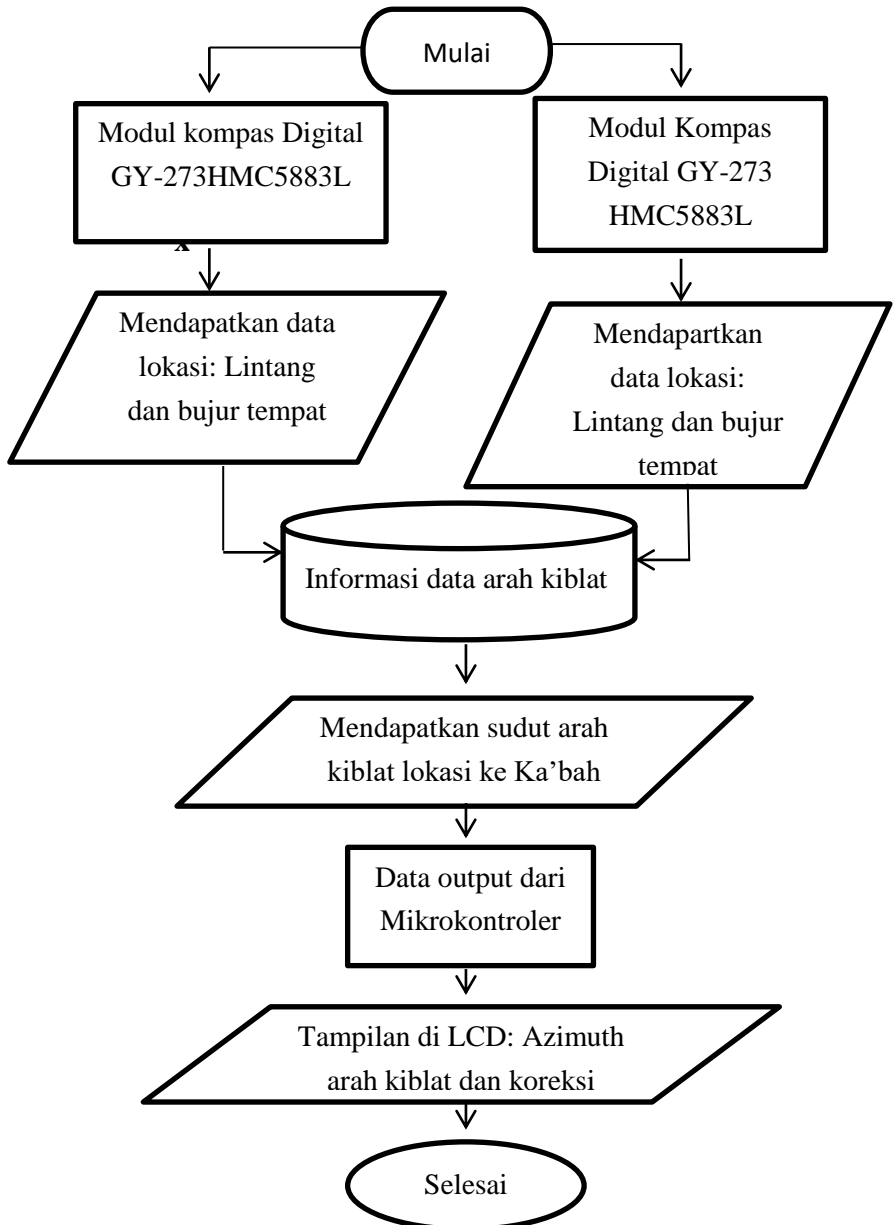 Mulai
Modul kompas Digital
GY-273HMC5883L
x
Modul Kompas
Digital GY-273
HMC5883L
Mendapatkan data
lokasi: Lintang
dan bujur tempat
Mendapartkan
data lokasi:
Lintang dan bujur
tempat
Informasi data arah kiblat
Mendapatkan sudut arah
kiblat lokasi ke Ka’bah
Data output dari
Mikrokontroler
Tampilan di LCD: Azimuth
arah kiblat dan koreksi
Selesai